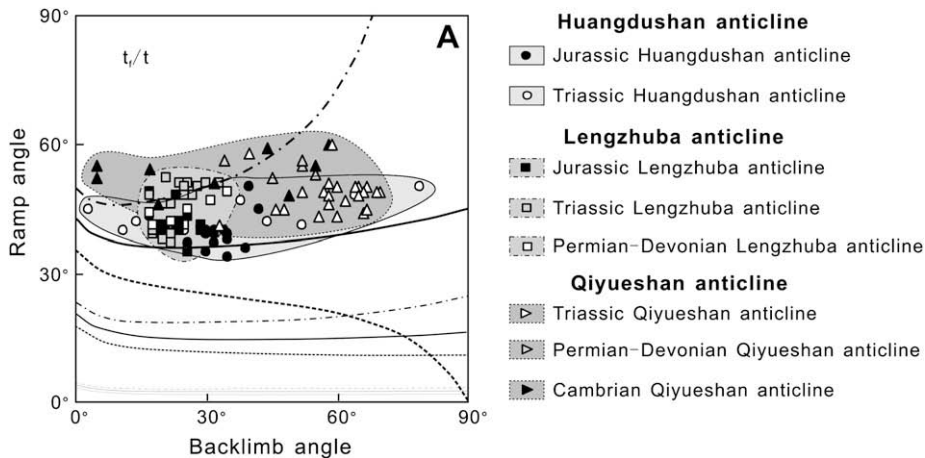 90°
A
tf/t
60°
30°
0°
Ramp angle
0°
30°
60°
90°
Backlimb angle
Huangdushan anticline
Jurassic Huangdushan anticline
Triassic Huangdushan anticline
Lengzhuba anticline
Jurassic Lengzhuba anticline
Triassic Lengzhuba anticline
Permian-Devonian Lengzhuba anticline
Qiyueshan anticline
Triassic Qiyueshan anticline
Permian-Devonian Qiyueshan anticline
Cambrian Qiyueshan anticline